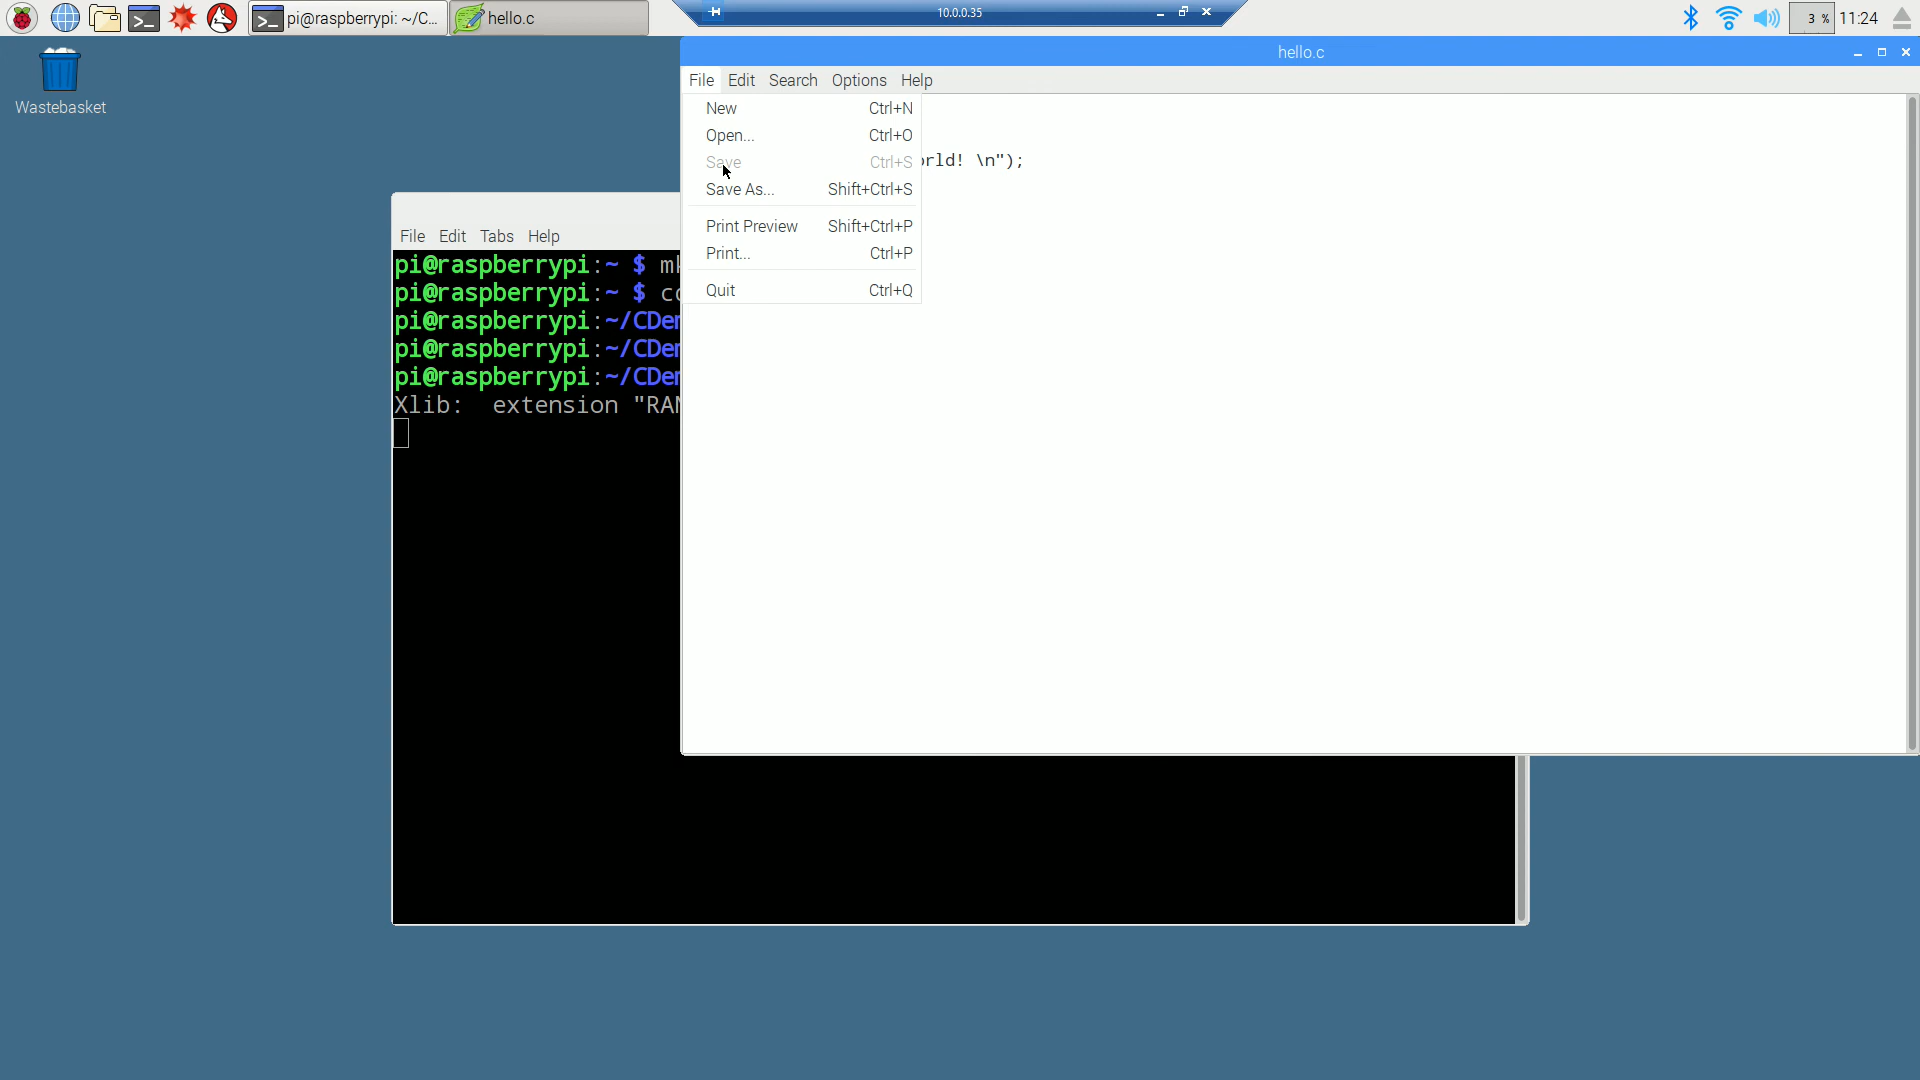 pi@raspberrypi: ~/C...
hello.c
10.0.0.35
3 %
11:24
Wastebasket
hello.c
File Edit Search Options Help
New Ctrl+N
Open... Ctrl+O
Save Ctrl+S
Save As... Shift+Ctrl+S
Print Preview Shift+Ctrl+P
Print... Ctrl+P
Quit Ctrl+Q
rld! \n");
File Edit Tabs Help
pi@raspberrypi:~ $ m
pi@raspberrypi:~ $ c
pi@raspberrypi:~/CDe
pi@raspberrypi:~/CDe
pi@raspberrypi:~/CDe
Xlib: extension "RA